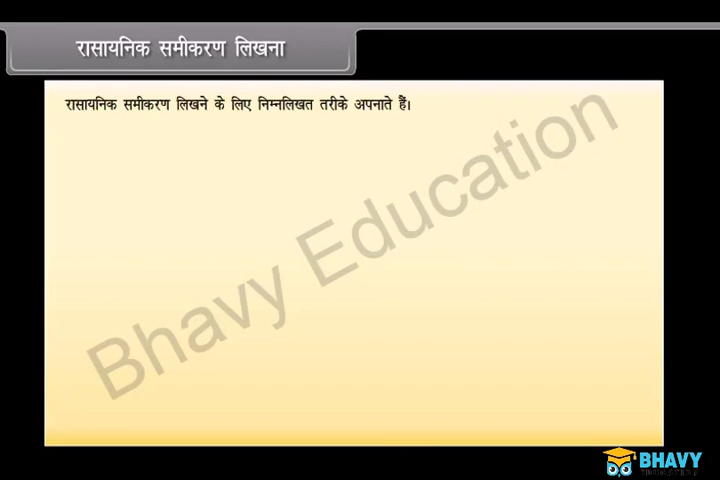 रासायनिक समीकरण लिखना
रासायनिक समीकरण लिखने के लिए निम्नलिखत तरीके अपनाते हैं।
Bhavy Education
BHAVY